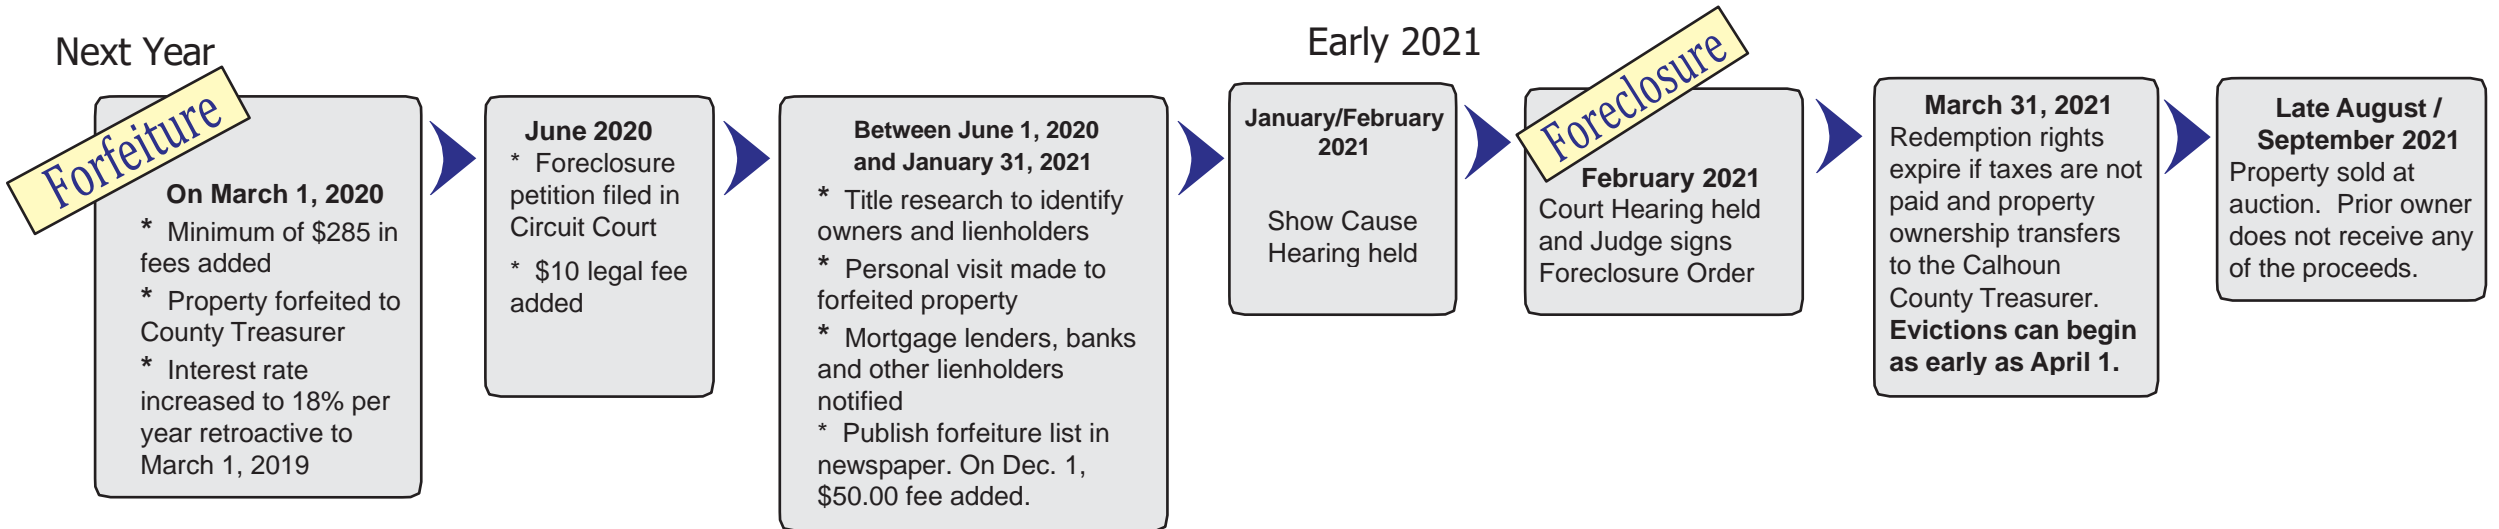 Next Year
Forfeiture
On March 1, 2020
* Minimum of $285 in
fees added
* Property forfeited to
County Treasurer
* Interest rate
increased to 18% per
year retroactive to
March 1, 2019
June 2020
* Foreclosure
petition filed in
Circuit Court
* $10 legal fee
added
Between June 1, 2020
and January 31, 2021
* Title research to identify
owners and lienholders
* Personal visit made to
forfeited property
* Mortgage lenders, banks
and other lienholders
notified
* Publish forfeiture list in
newspaper. On Dec. 1,
$50.00 fee added.
Early 2021
January/February
2021
Show Cause
Hearing held
Foreclosure
February 2021
Court Hearing held
and Judge signs
Foreclosure Order
March 31, 2021
Redemption rights
expire if taxes are not
paid and property
ownership transfers
to the Calhoun
County Treasurer.
Evictions can begin
as early as April 1.
Late August /
September 2021
Property sold at
auction. Prior owner
does not receive any
of the proceeds.